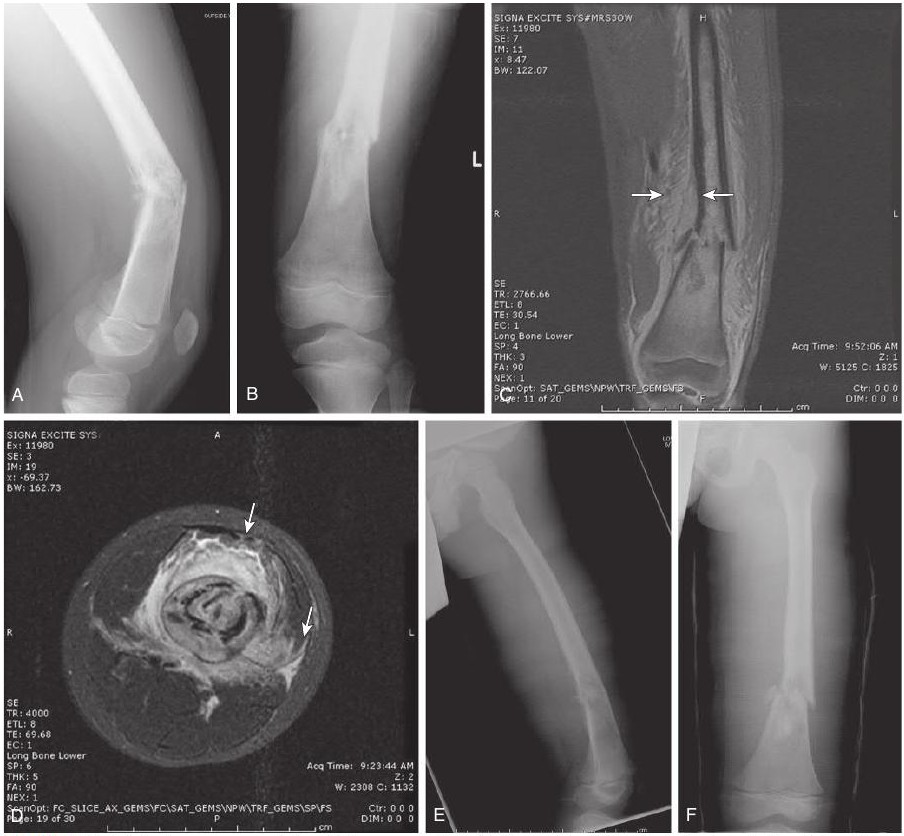 OUTSIDE
A
B
L
SIGNA EXCITE SYS#MRS3OW
Ex: 11980
SE: 7
IM: 11
x: 8.47
BW: 122.07
H
R
L
SE
TR: 2766.66
ETL: 8
TE: 30.54
EC: 1
Long Bone Lower
SP: 4
THK: 3
FA: 90
NEX: 1
ScanOpt: SAT_GEMS\NPW\TRF_GEMS\FS
Page: 11 of 20
Acq Time: 9:52:06 AM
Z: 1
W: 5125 C: 1825
Ctr: 0 0 0
DIM: 0 0 0
F
cm
C
SIGNA EXCITE SYS
Ex: 11980
SE: 3
IM: 19
x: -69.37
BW: 162.73
A
R
L
SE
TR: 4000
ETL: 8
TE: 69.68
EC: 1
Long Bone Lower
SP: 6
THK: 5
FA: 90
NEX: 1
ScanOpt: FC_SLICE_AX_GEMS\FC\SAT_GEMS\NPW\TRF_GEMS\SP\FS
Page: 19 of 30
Acq Time: 9:23:44 AM
Z: 2
W: 2308 C: 1132
Ctr: 0 0 0
DIM: 0 0 0
P
cm
D
E
cm
F